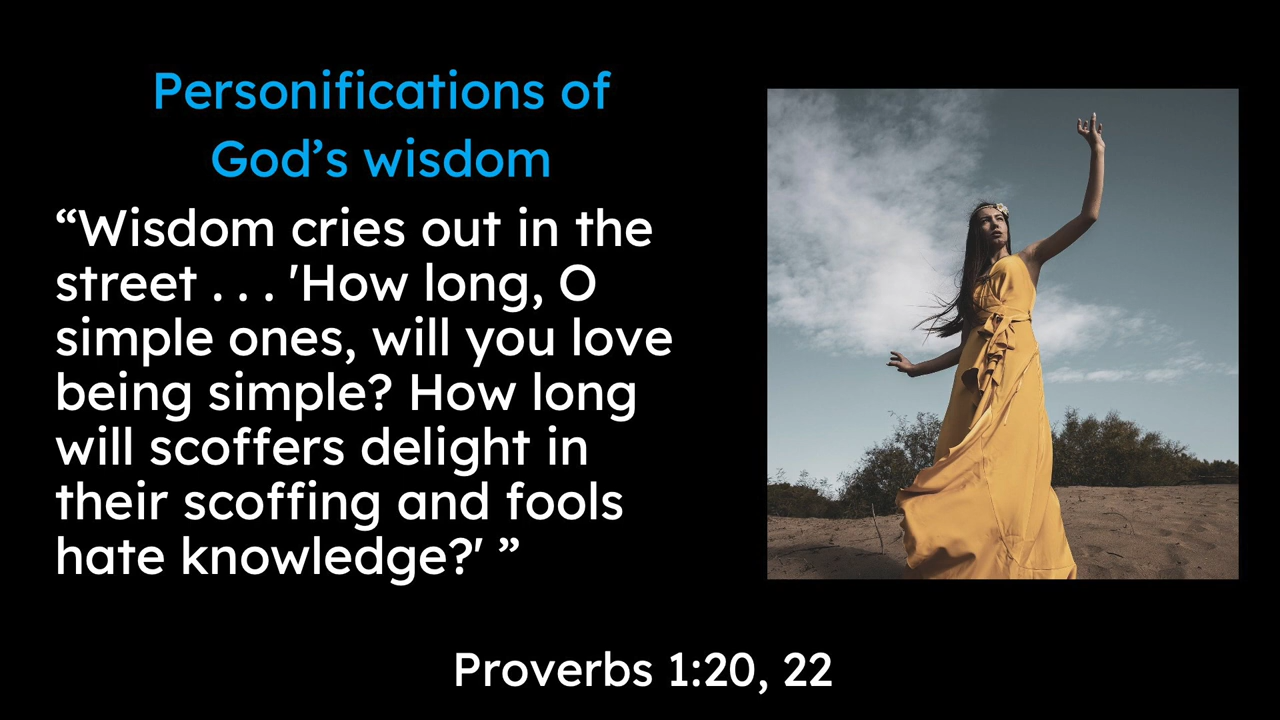 Personifications of
God’s wisdom
“Wisdom cries out in the
street . . . 'How long, O
simple ones, will you love
being simple? How long
will scoffers delight in
their scoffing and fools
hate knowledge?' ”
Proverbs 1:20, 22